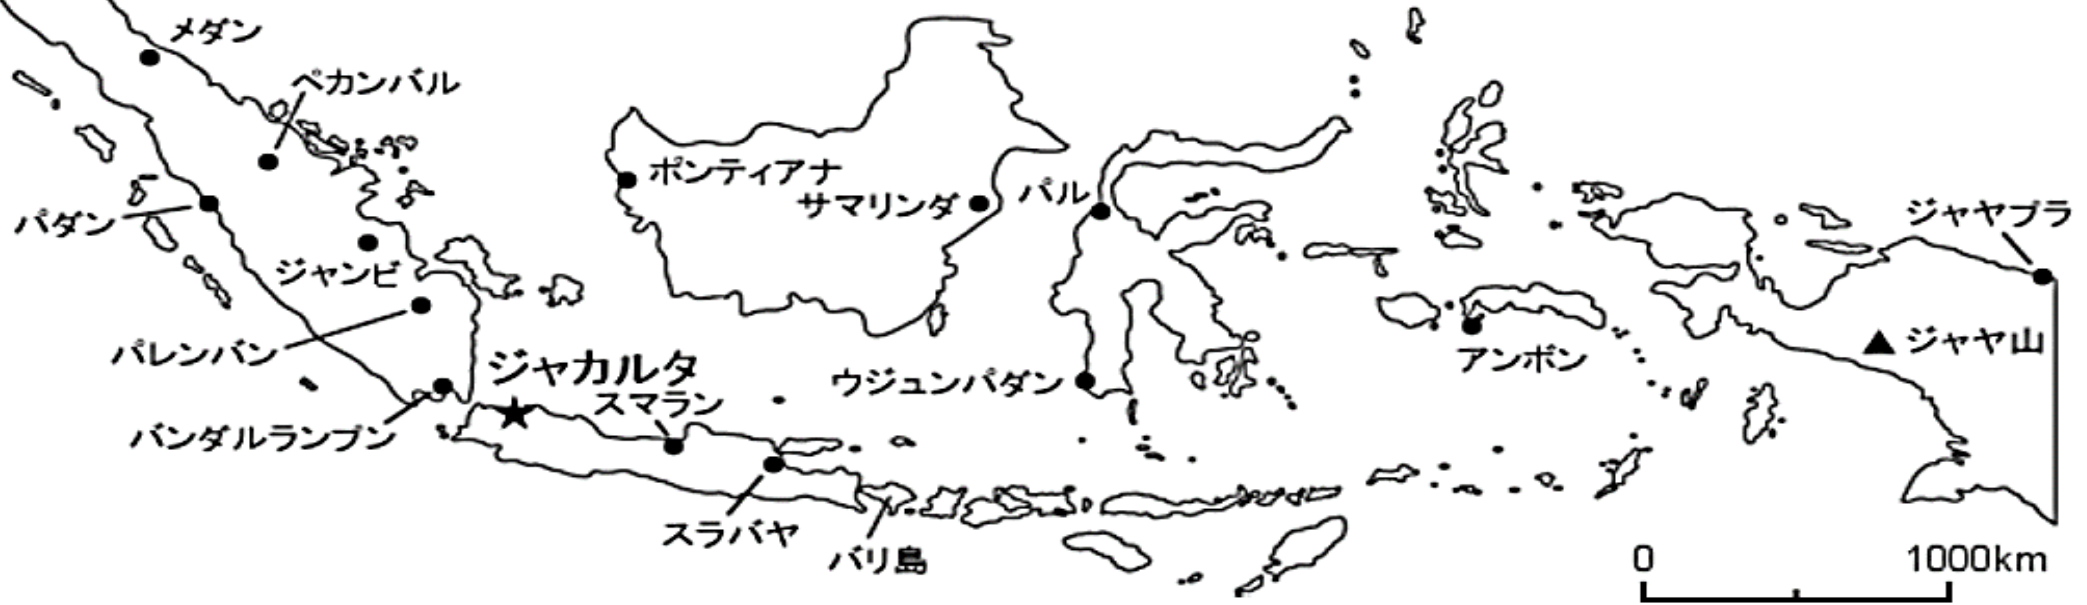 メダン
ペカンバル
ポンティアナ
サマリンダ
パル
パダン
ジャヤプラ
ジャンビ
パレンバン
ジャヤ山
アンボン
ジャカルタ
ウジュンパダン
スマラン
バンダルランプン
スラバヤ
バリ島
0
1000km